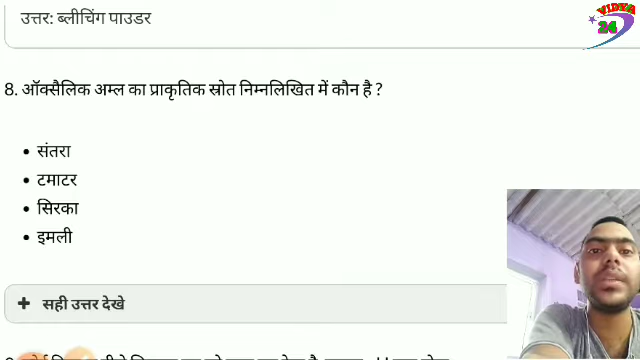 उत्तर: ब्लीचिंग पाउडर
VIDYA
24
8. ऑक्सैलिक अम्ल का प्राकृतिक स्रोत निम्नलिखित में कौन है ?
• संतरा
• टमाटर
• सिरका
• इमली
+ सही उत्तर देखे